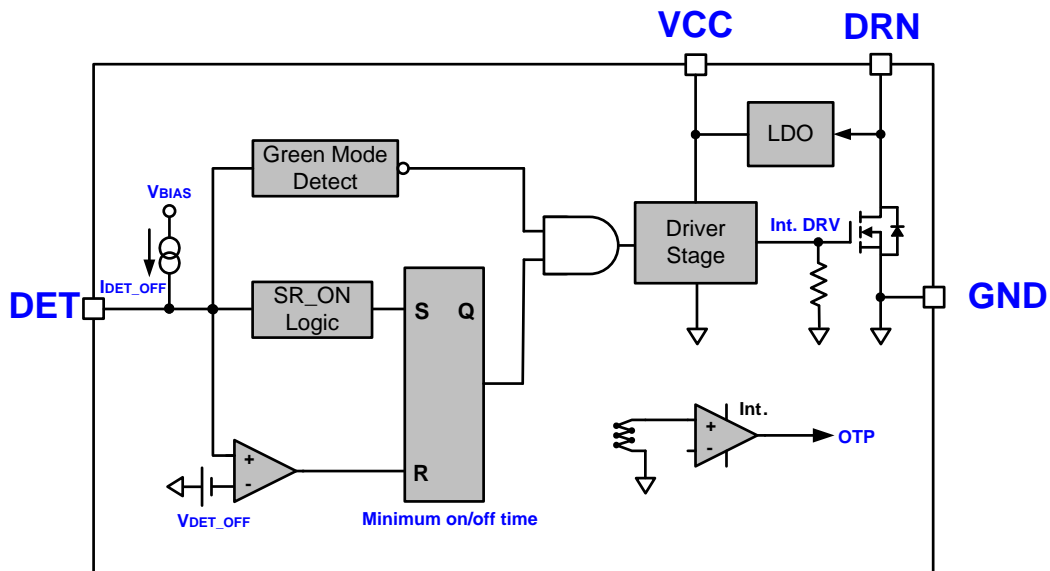 VCC
DRN
LDO
Green Mode
Detect
VBIAS
Driver
Stage
Int. DRV
IDET_OFF
DET
SR_ON
Logic
S
Q
GND
Int.
+
-
OTP
+
-
R
VDET_OFF
Minimum on/off time